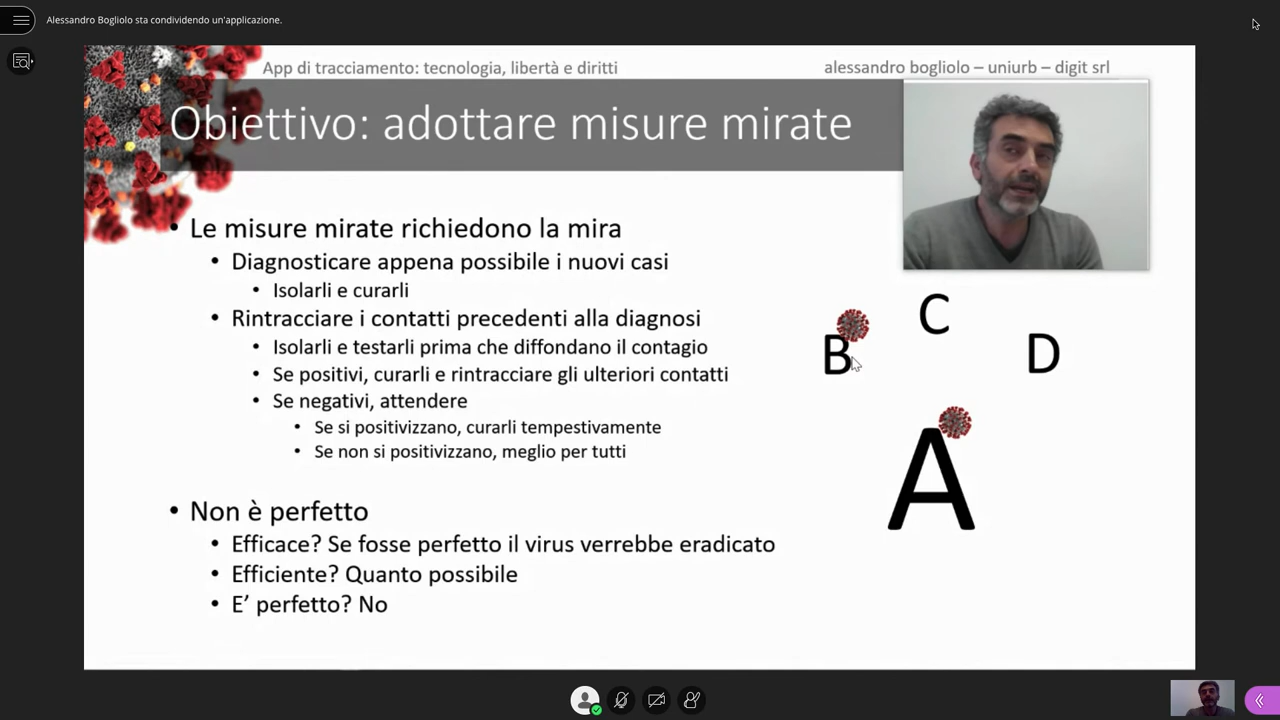 Alessandro Bogliolo sta condividendo un'applicazione.
App di tracciamento: tecnologia, libertà e diritti
alessandro bogliolo – uniurb – digit srl
Obiettivo: adottare misure mirate
• Le misure mirate richiedono la mira
• Diagnosticare appena possibile i nuovi casi
• Isolarli e curarli
• Rintracciare i contatti precedenti alla diagnosi
• Isolarli e testarli prima che diffondano il contagio
• Se positivi, curarli e rintracciare gli ulteriori contatti
• Se negativi, attendere
• Se si positivizzano, curarli tempestivamente
• Se non si positivizzano, meglio per tutti
• Non è perfetto
• Efficace? Se fosse perfetto il virus verrebbe eradicato
• Efficiente? Quanto possibile
• E’ perfetto? No
B
C
D
A